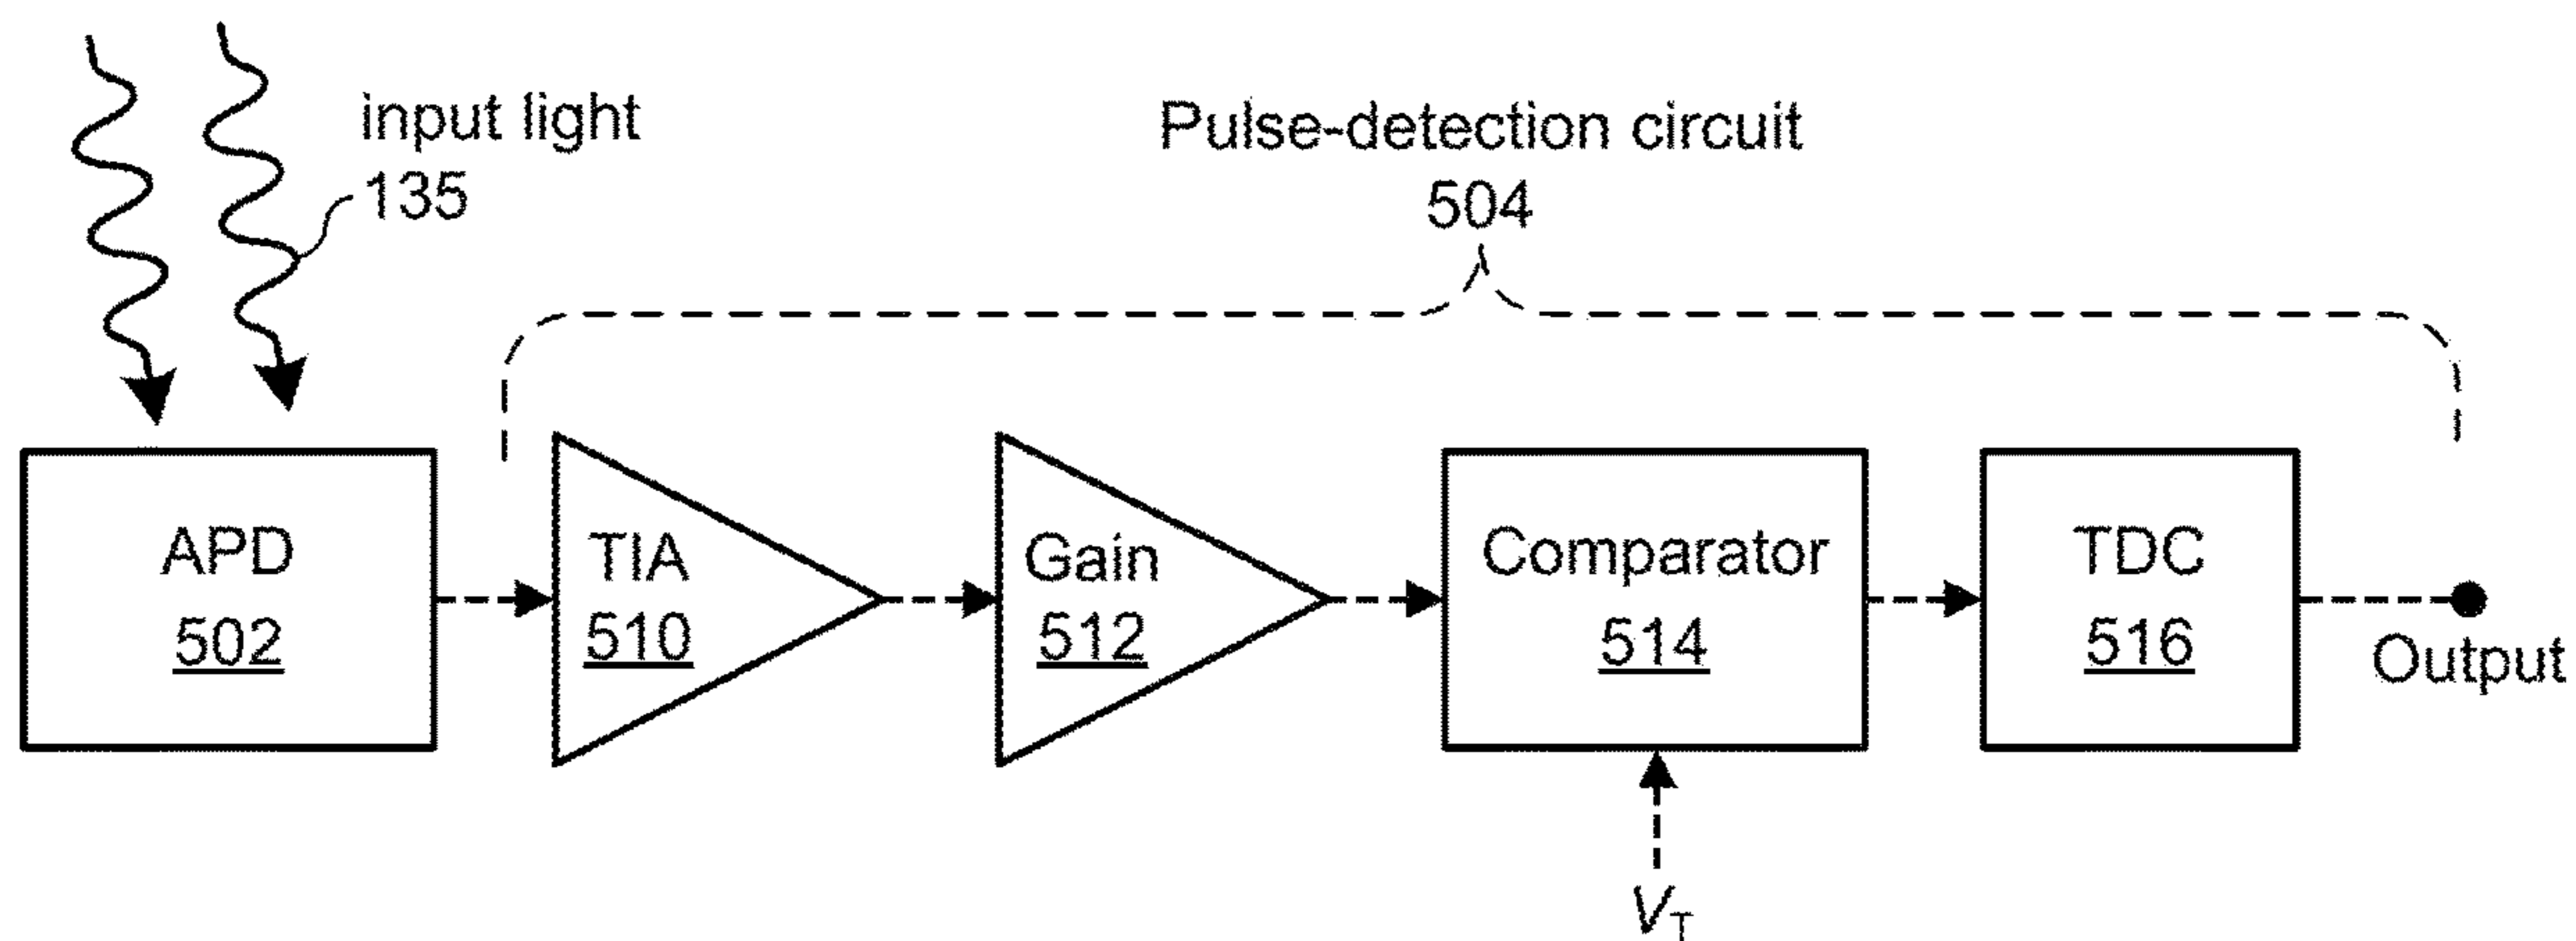 input light
135
Pulse-detection circuit
504
APD
502
TIA
510
Gain
512
Comparator
514
TDC
516
Output
VT